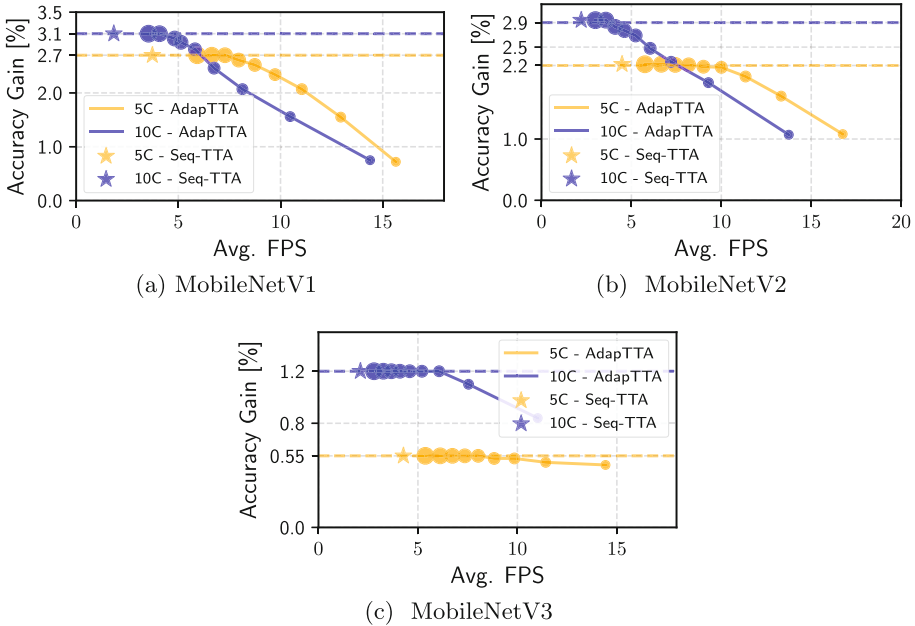 Accuracy Gain [%]
3.5
3.1
2.7
2.0
1.0
0.0
5C - AdapTTA
10C - AdapTTA
5C - Seq-TTA
10C - Seq-TTA
0 5 10 15
Avg. FPS
(a) MobileNetV1
Accuracy Gain [%]
2.9
2.5
2.2
1.0
0.0
5C - AdapTTA
10C - AdapTTA
5C - Seq-TTA
10C - Seq-TTA
0 5 10 15 20
Avg. FPS
(b) MobileNetV2
Accuracy Gain [%]
1.2
0.8
0.55
0.0
5C - AdapTTA
10C - AdapTTA
5C - Seq-TTA
10C - Seq-TTA
0 5 10 15
Avg. FPS
(c) MobileNetV3